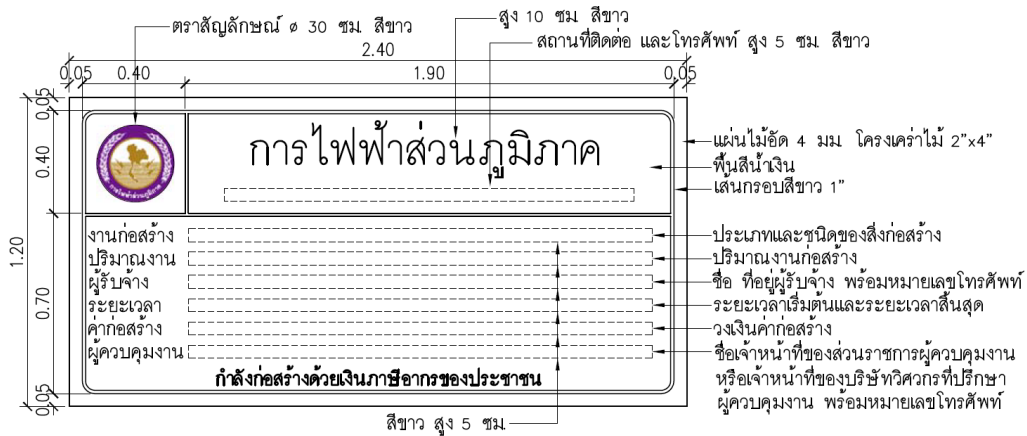 ตราสัญลักษณ์ ø 30 ซม. สีขาว
สูง 10 ซม. สีขาว
สถานที่ติดต่อ และโทรศัพท์ สูง 5 ซม. สีขาว
2.40
0.05 0.40 1.90 0.05
0.05
0.40
1.20
0.70
0.05
การไฟฟ้าส่วนภูมิภาค
การไฟฟ้าส่วนภูมิภาค
แผ่นไม้อัด 4 มม. โครงเคร่าไม้ 2"x4"
พื้นสีน้ำเงิน
เส้นกรอบสีขาว 1"
งานก่อสร้าง ประเภทและชนิดของสิ่งก่อสร้าง
ปริมาณงาน ปริมาณงานก่อสร้าง
ผู้รับจ้าง ชื่อ ที่อยู่ผู้รับจ้าง พร้อมหมายเลขโทรศัพท์
ระยะเวลา ระยะเวลาเริ่มต้นและระยะเวลาสิ้นสุด
ค่าก่อสร้าง วงเงินค่าก่อสร้าง
ผู้ควบคุมงาน ชื่อเจ้าหน้าที่ของส่วนราชการผู้ควบคุมงาน
หรือเจ้าหน้าที่ของบริษัทวิศวกรที่ปรึกษา
ผู้ควบคุมงาน พร้อมหมายเลขโทรศัพท์
กำลังก่อสร้างด้วยเงินภาษีอากรของประชาชน
สีขาว สูง 5 ซม.